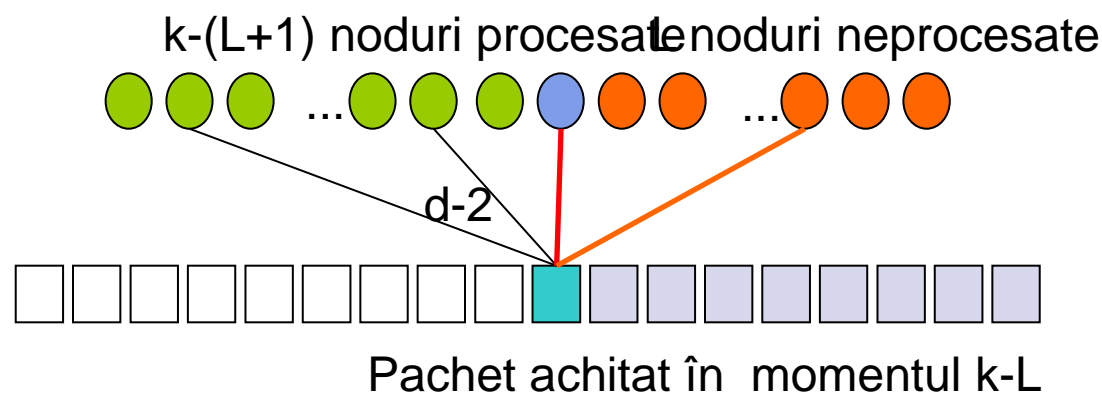 k-(L+1) noduri procesate L noduri neprocesate
... ...
d-2
Pachet achitat în momentul k-L